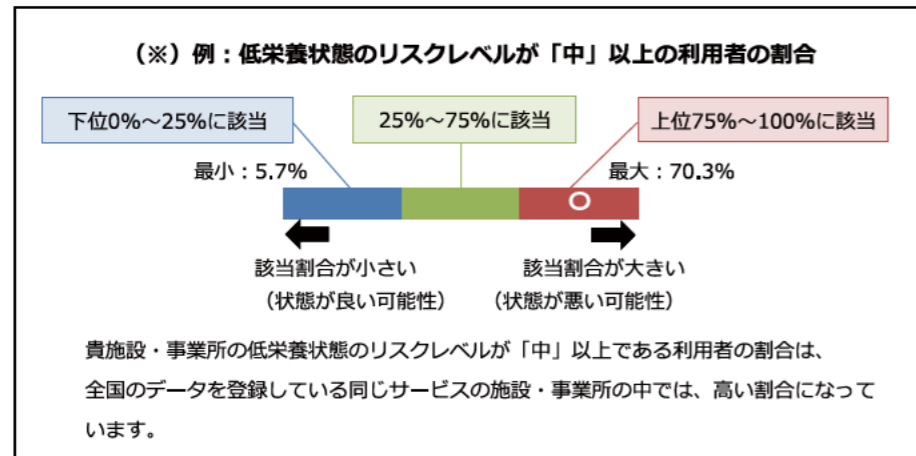 (※)例:低栄養状態のリスクレベルが「中」以上の利用者の割合
下位0%~25%に該当
25%~75%に該当
上位75%~100%に該当
最小:5.7%
最大:70.3%
該当割合が小さい
(状態が良い可能性)
該当割合が大きい
(状態が悪い可能性)
貴施設・事業所の低栄養状態のリスクレベルが「中」以上である利用者の割合は、
全国のデータを登録している同じサービスの施設・事業所の中では、高い割合になって
います。